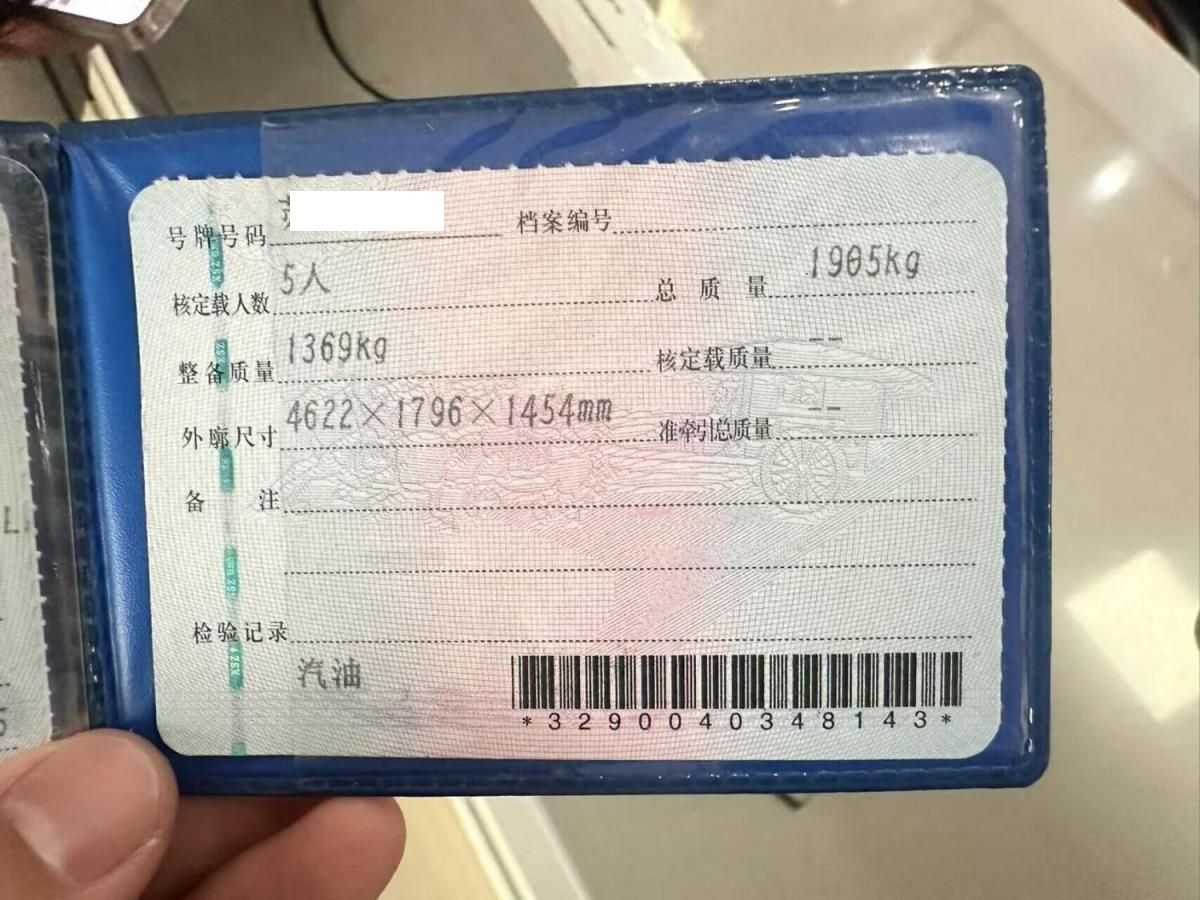 号牌号码 档案编号
核定载人数 5人 总质量 1905kg
整备质量 1369kg 核定载质量 --
外廓尺寸 4622×1796×1454mm 准牵引总质量 --
备注
检验记录
汽油
*3290040348143*